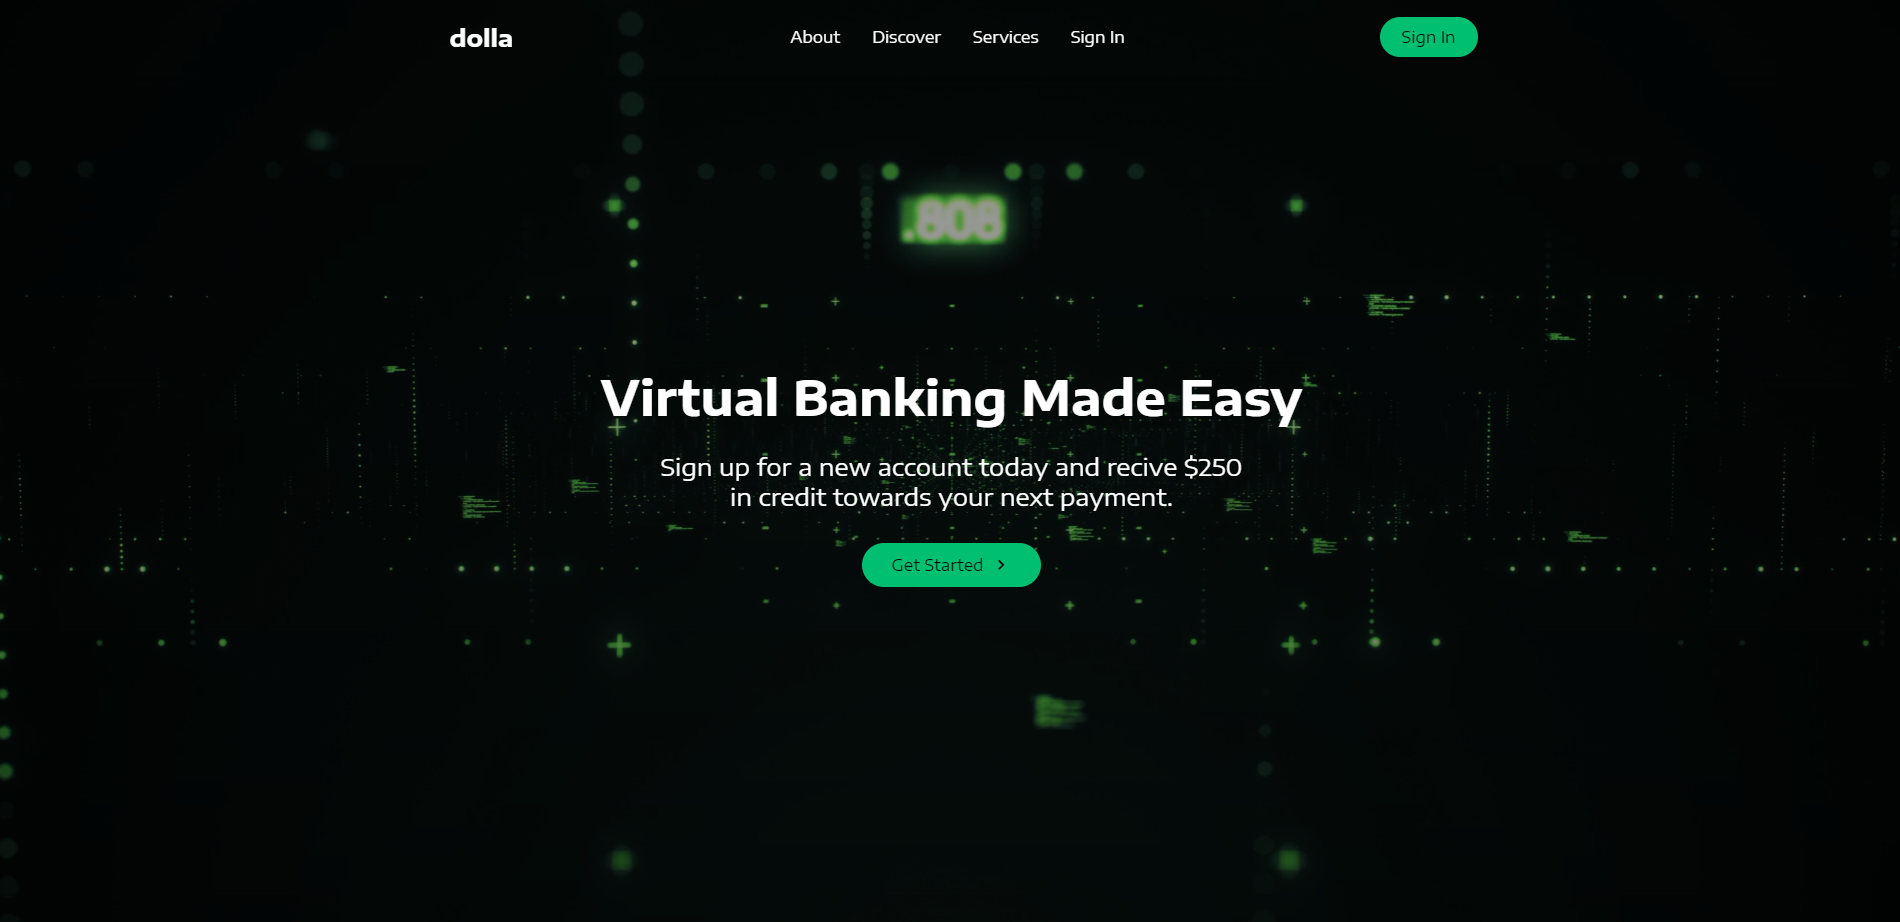 dolla
About Discover Services Sign In
Sign In
.808
Virtual Banking Made Easy
Sign up for a new account today and recive $250
in credit towards your next payment.
Get Started